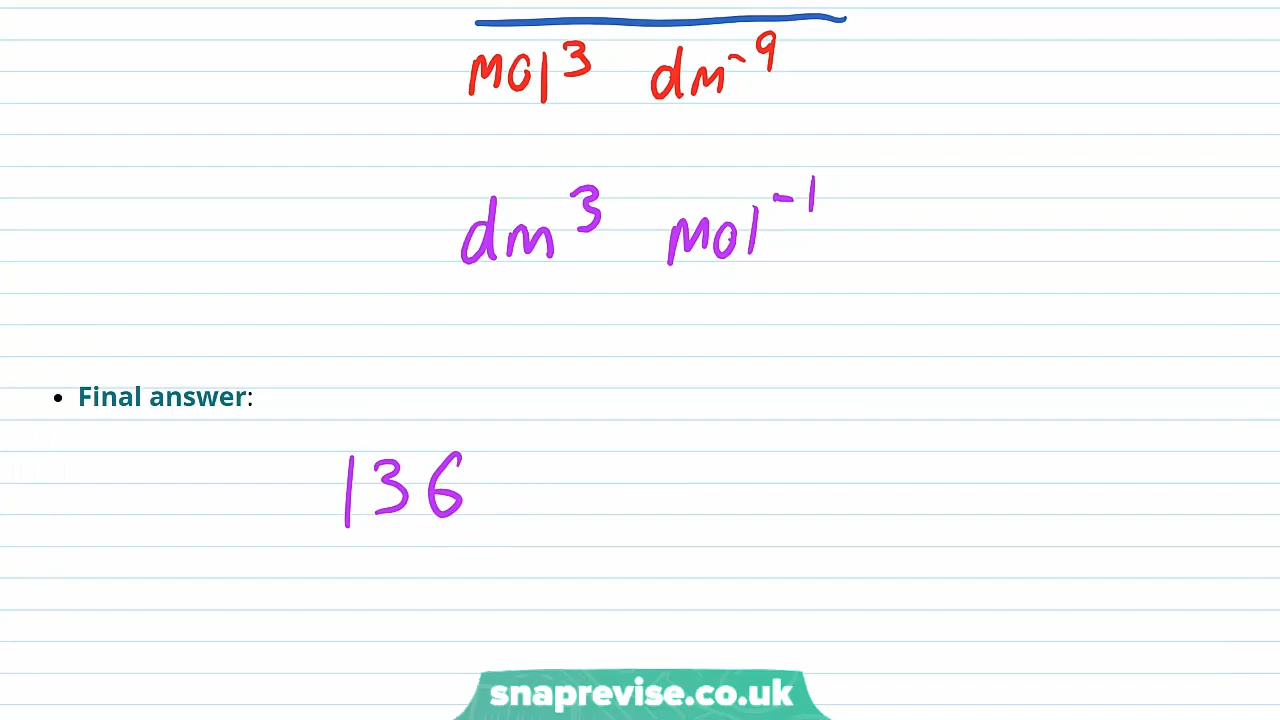 mol³ dm⁻⁹
dm³ mol⁻¹
• Final answer:
136
snaprevise.co.uk